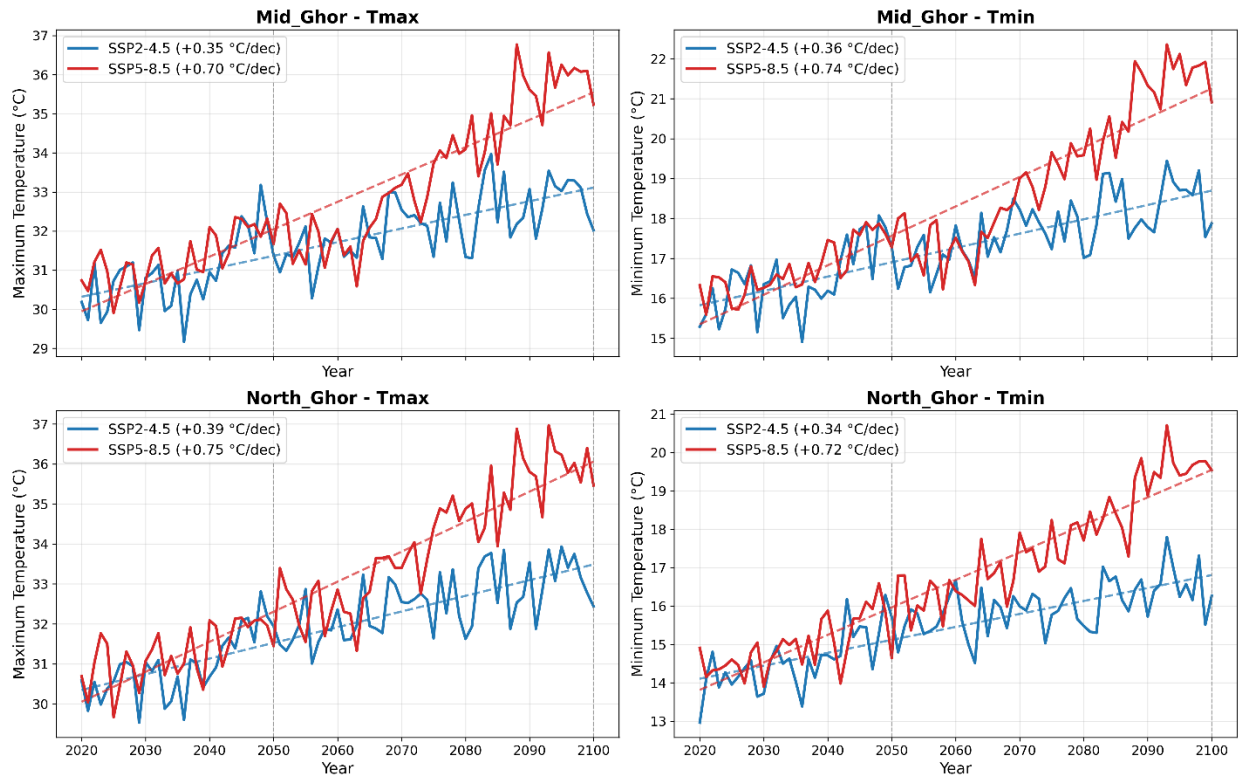 Mid_Ghor - Tmax
SSP2-4.5 (+0.35 °C/dec)
SSP5-8.5 (+0.70 °C/dec)
Maximum Temperature (°C)
37
36
35
34
33
32
31
30
29
Year
Mid_Ghor - Tmin
SSP2-4.5 (+0.36 °C/dec)
SSP5-8.5 (+0.74 °C/dec)
Minimum Temperature (°C)
22
21
20
19
18
17
16
15
Year
North_Ghor - Tmax
SSP2-4.5 (+0.39 °C/dec)
SSP5-8.5 (+0.75 °C/dec)
Maximum Temperature (°C)
37
36
35
34
33
32
31
30
2020 2030 2040 2050 2060 2070 2080 2090 2100
Year
North_Ghor - Tmin
SSP2-4.5 (+0.34 °C/dec)
SSP5-8.5 (+0.72 °C/dec)
Minimum Temperature (°C)
21
20
19
18
17
16
15
14
13
2020 2030 2040 2050 2060 2070 2080 2090 2100
Year